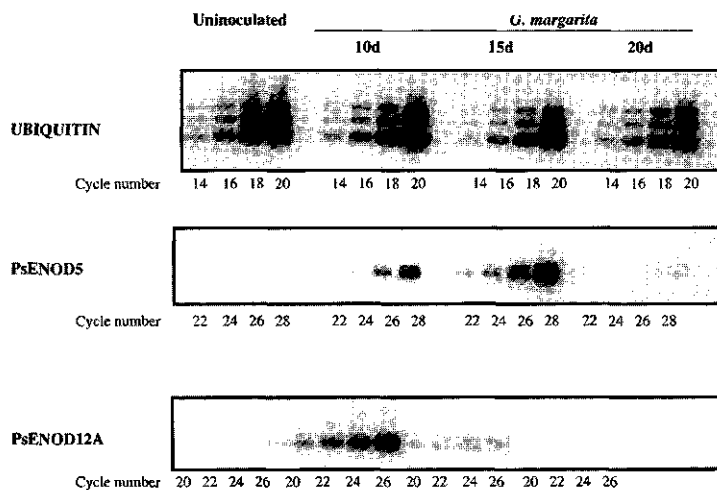 Uninoculated G. margarita
10d 15d 20d
UBIQUITIN
Cycle number 14 16 18 20 14 16 18 20 14 16 18 20 14 16 18 20
PsENOD5
Cycle number 22 24 26 28 22 24 26 28 22 24 26 28 22 24 26 28
PsENOD12A
Cycle number 20 22 24 26 20 22 24 26 20 22 24 26 20 22 24 26